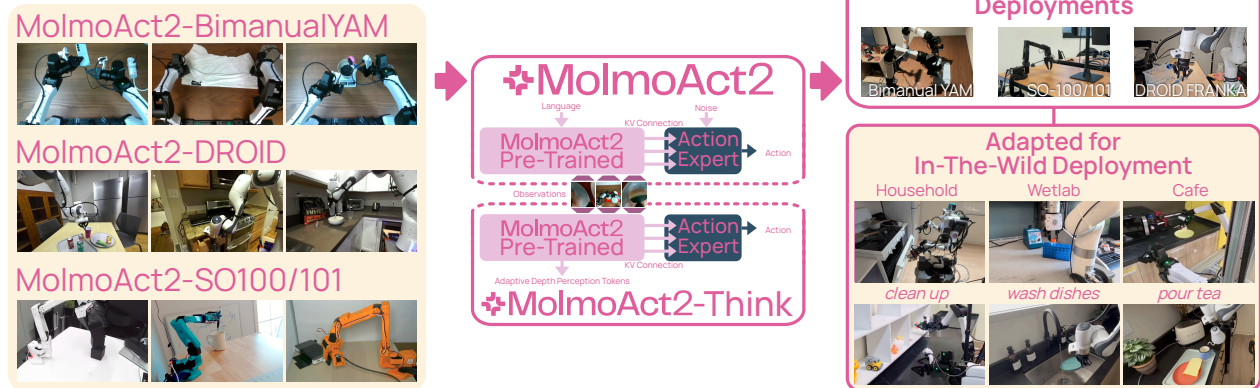 MolmoAct2-BimanualYAM
MolmoAct2-DROID
MolmoAct2-SO100/101
MolmoAct2
Language
Noise
KV Connection
MolmoAct2
Pre-Trained
Action
Expert
Action
Observations
MolmoAct2
Pre-Trained
Action
Expert
Action
KV Connection
Adaptive Depth Perception Tokens
MolmoAct2-Think
Deployments
Bimanual YAM
SO-100/101
DROID FRANKA
Adapted for
In-The-Wild Deployment
Household
Wetlab
Cafe
clean up
wash dishes
pour tea